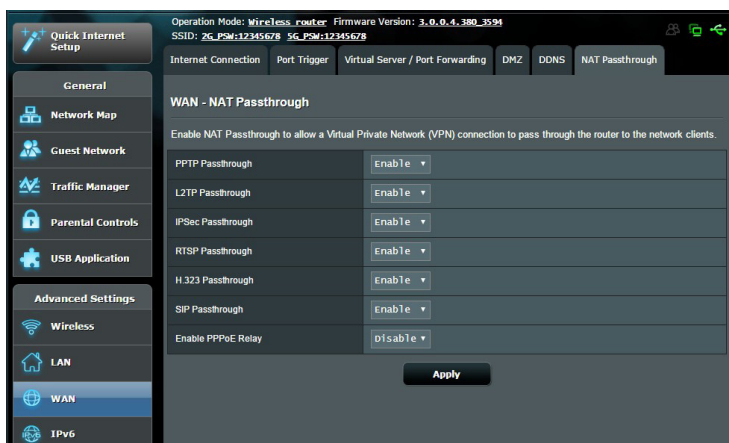 Operation Mode: Wireless router Firmware Version: 3.0.0.4.380_3594
SSID: 2G_PSW:12345678 5G_PSW:12345678
Quick Internet
Setup
General
Network Map
Guest Network
Traffic Manager
Parental Controls
USB Application
Advanced Settings
Wireless
LAN
WAN
IPv6
Internet Connection Port Trigger Virtual Server / Port Forwarding DMZ DDNS NAT Passthrough
WAN - NAT Passthrough
Enable NAT Passthrough to allow a Virtual Private Network (VPN) connection to pass through the router to the network clients.
PPTP Passthrough Enable
L2TP Passthrough Enable
IPSec Passthrough Enable
RTSP Passthrough Enable
H.323 Passthrough Enable
SIP Passthrough Enable
Enable PPPoE Relay Disable
Apply